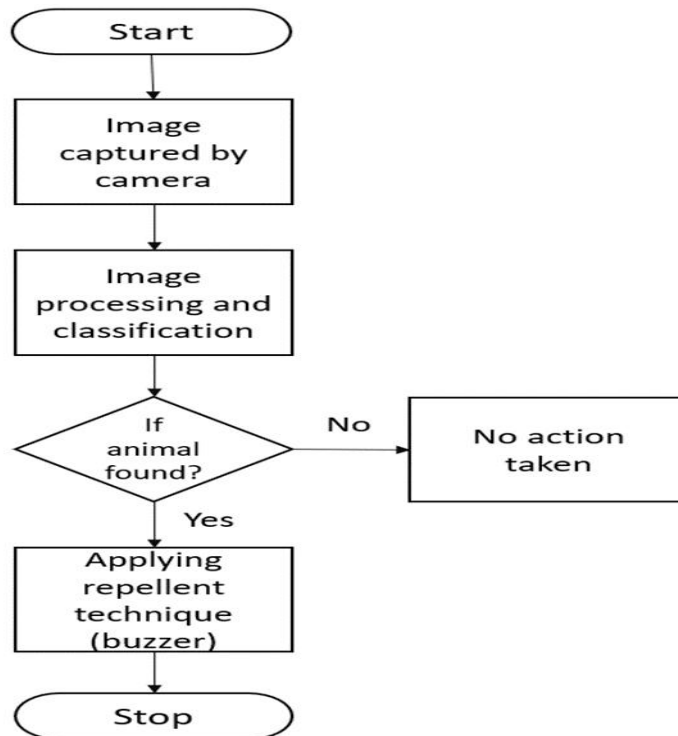 Start
Image
captured by
camera
Image
processing and
classification
If
animal
found?
No
No action
taken
Yes
Applying
repellent
technique
(buzzer)
Stop